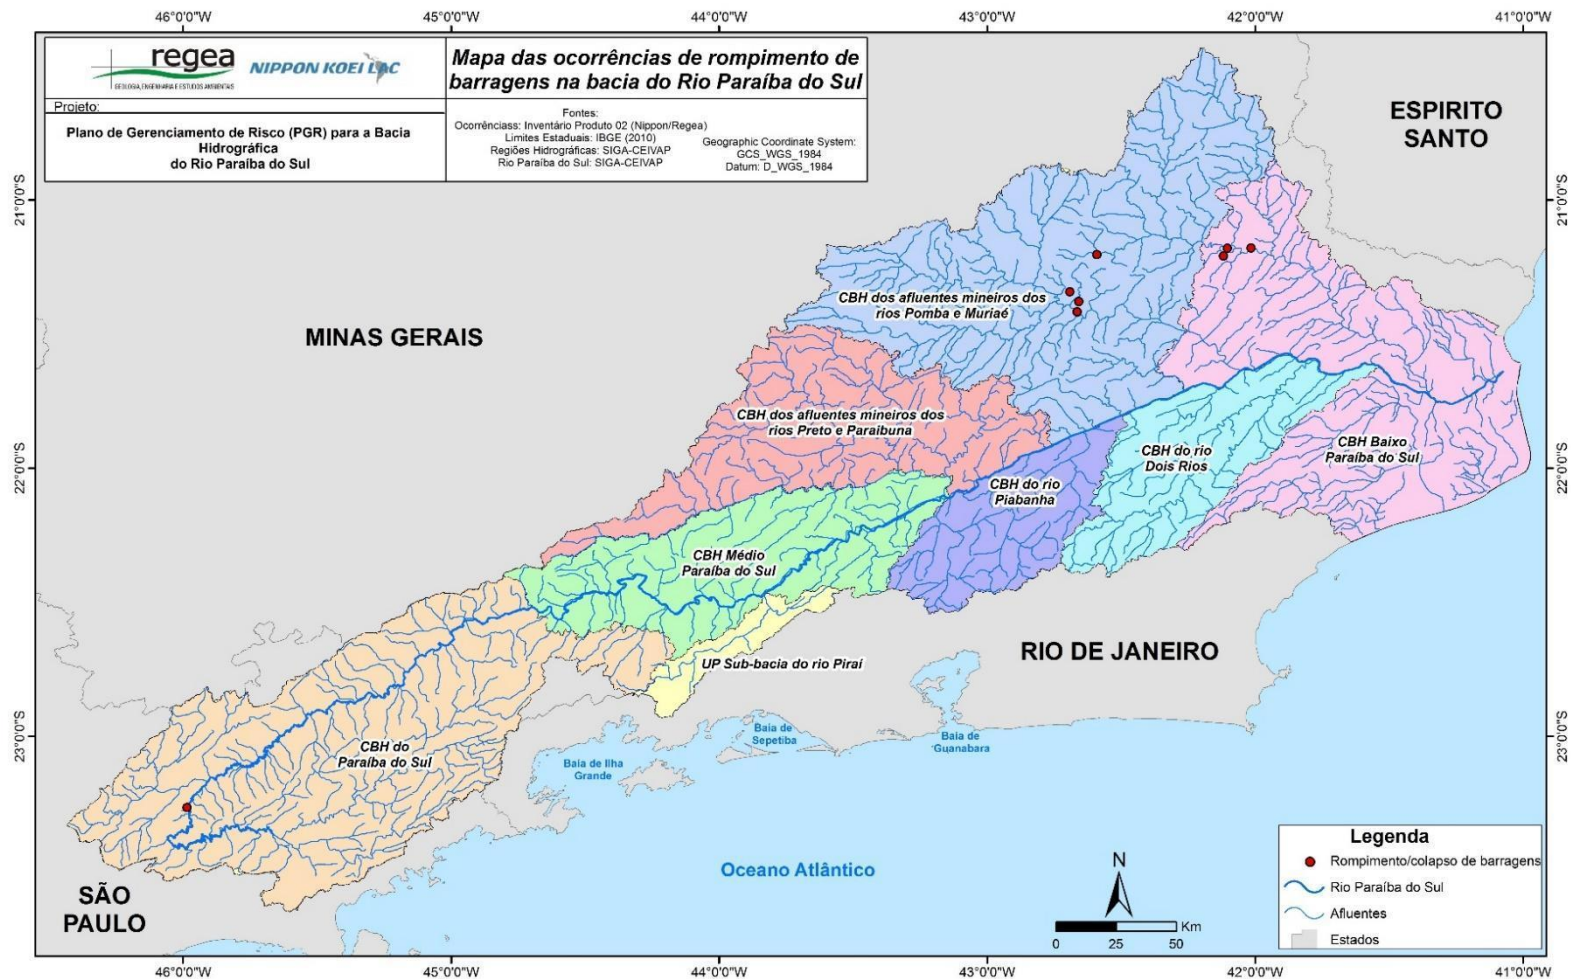 46°0'0"W 45°0'0"W 44°0'0"W 43°0'0"W 42°0'0"W 41°0'0"W
regea
GEOLOGIA, ENGENHARIA E ESTUDOS AMBIENTAIS
NIPPON KOEI LAC
Mapa das ocorrências de rompimento de
barragens na bacia do Rio Paraíba do Sul
Projeto:
Plano de Gerenciamento de Risco (PGR) para a Bacia
Hidrográfica
do Rio Paraíba do Sul
Fontes:
Ocorrênciass: Inventário Produto 02 (Nippon/Regea)
Limites Estaduais: IBGE (2010)
Regiões Hidrográficas: SIGA-CEIVAP
Rio Paraíba do Sul: SIGA-CEIVAP
Geographic Coordinate System:
GCS_WGS_1984
Datum: D_WGS_1984
ESPIRITO
SANTO
21°0'0"S
21°0'0"S
CBH dos afluentes mineiros dos
rios Pomba e Muriaé
MINAS GERAIS
CBH dos afluentes mineiros dos
rios Preto e Paraibuna
CBH do rio
Dois Rios
CBH Baixo
Paraíba do Sul
22°0'0"S
22°0'0"S
CBH do rio
Piabanha
CBH Médio
Paraíba do Sul
RIO DE JANEIRO
UP Sub-bacia do rio Piraí
23°0'0"S
23°0'0"S
CBH do
Paraíba do Sul
Baia de
Sepetiba
Baia de
Guanabara
Baia de Ilha
Grande
Oceano Atlântico
SÃO
PAULO
N
Km
0 25 50
Legenda
Rompimento/colapso de barragens
Rio Paraíba do Sul
Afluentes
Estados
46°0'0"W 45°0'0"W 44°0'0"W 43°0'0"W 42°0'0"W 41°0'0"W